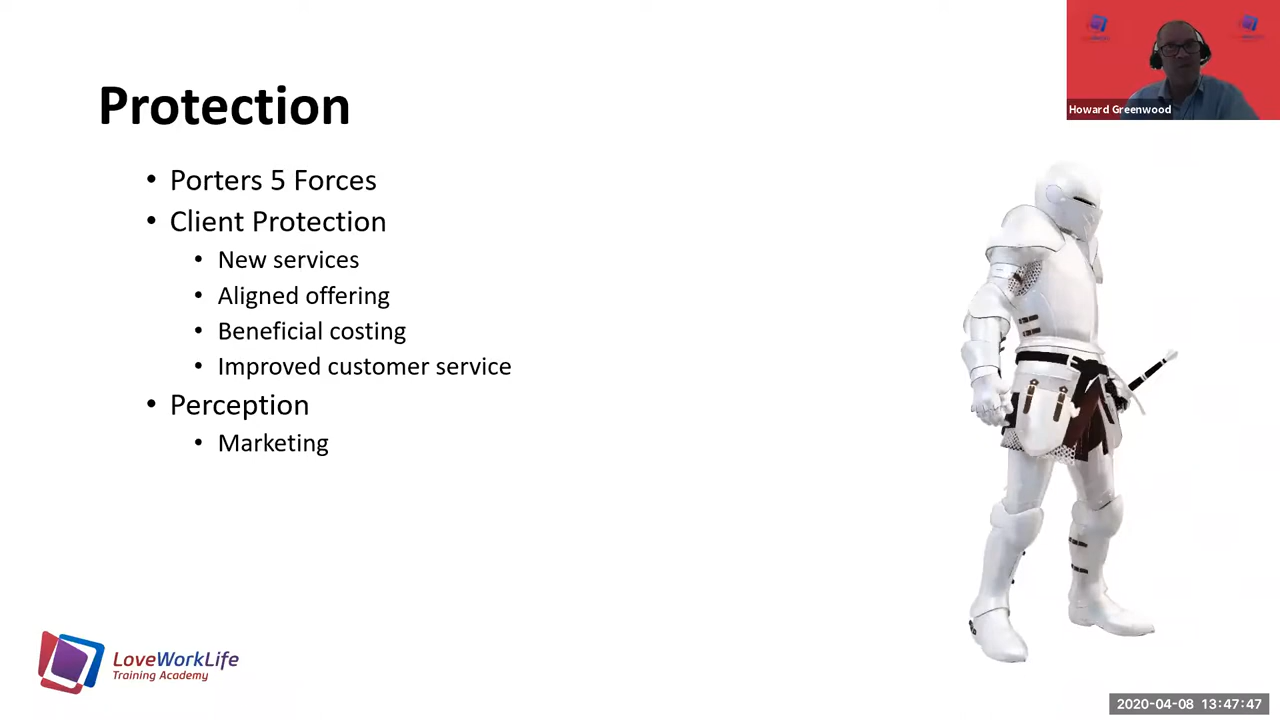 Protection
• Porters 5 Forces
• Client Protection
• New services
• Aligned offering
• Beneficial costing
• Improved customer service
• Perception
• Marketing
Howard Greenwood
LoveWorkLife
Training Academy
2020-04-08 13:47:47